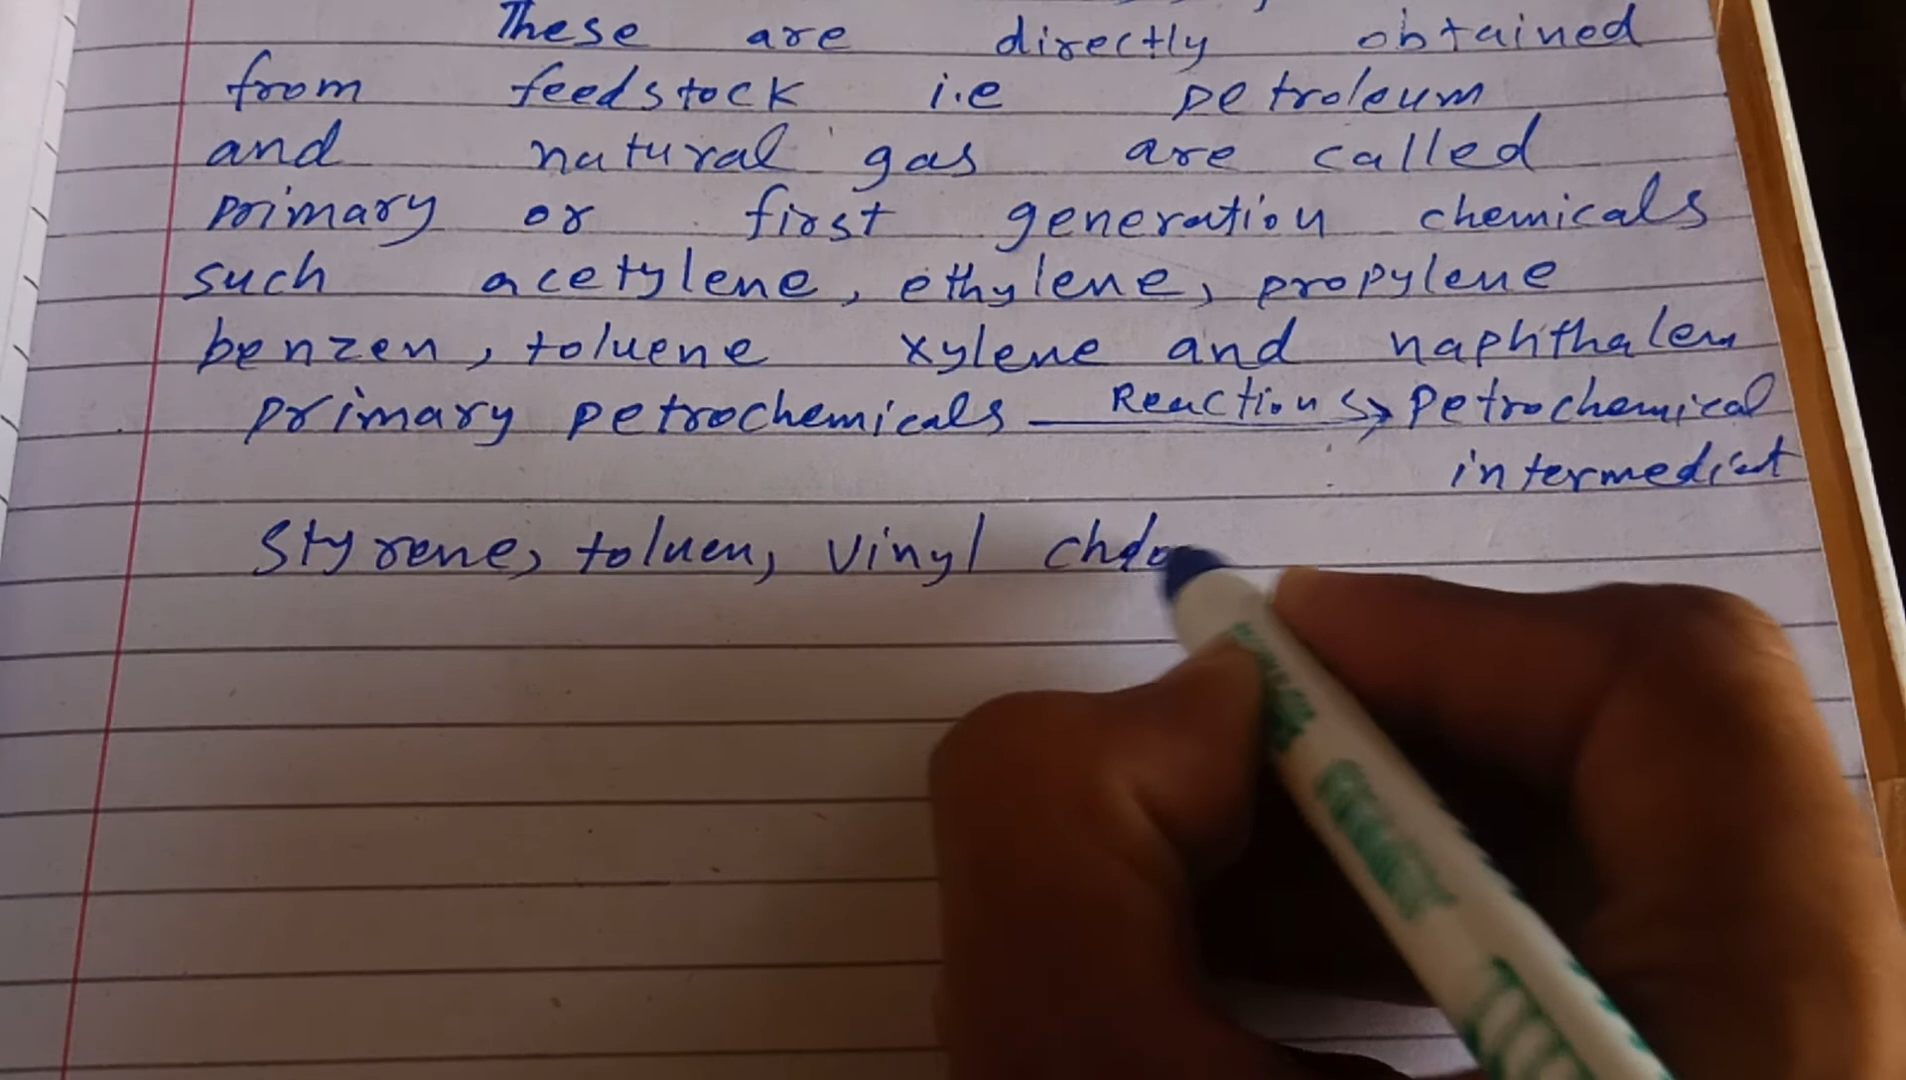 These are directly obtained
from feedstock i.e petroleum
and natural gas are called
primary or first generation chemicals
such acetylene, ethylene, propylene
benzen, toluene xylene and naphthalen
primary petrochemicals Reactions petrochemical
intermediat
Styrene, toluen, vinyl chlo